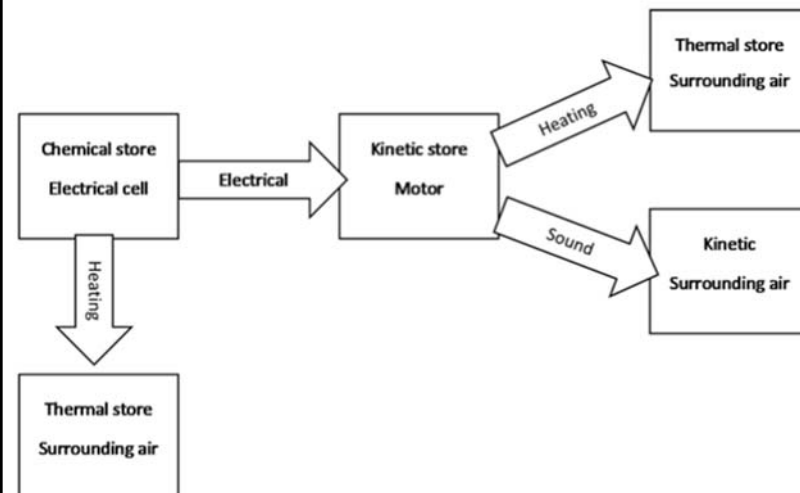 Thermal store
Surrounding air
Heating
Chemical store
Electrical cell
Electrical
Kinetic store
Motor
Sound
Kinetic
Surrounding air
Heating
Thermal store
Surrounding air